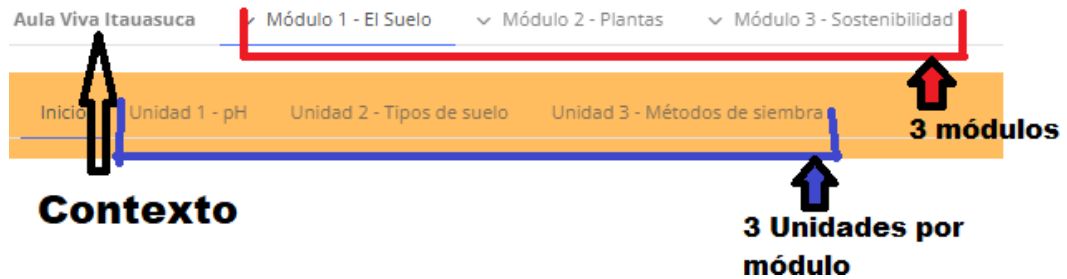 Aula Viva Itauasuca Módulo 1 - El Suelo Módulo 2 - Plantas Módulo 3 - Sostenibilidad
Inicio Unidad 1 - pH Unidad 2 - Tipos de suelo Unidad 3 - Métodos de siembra
3 módulos
Contexto
3 Unidades por
módulo